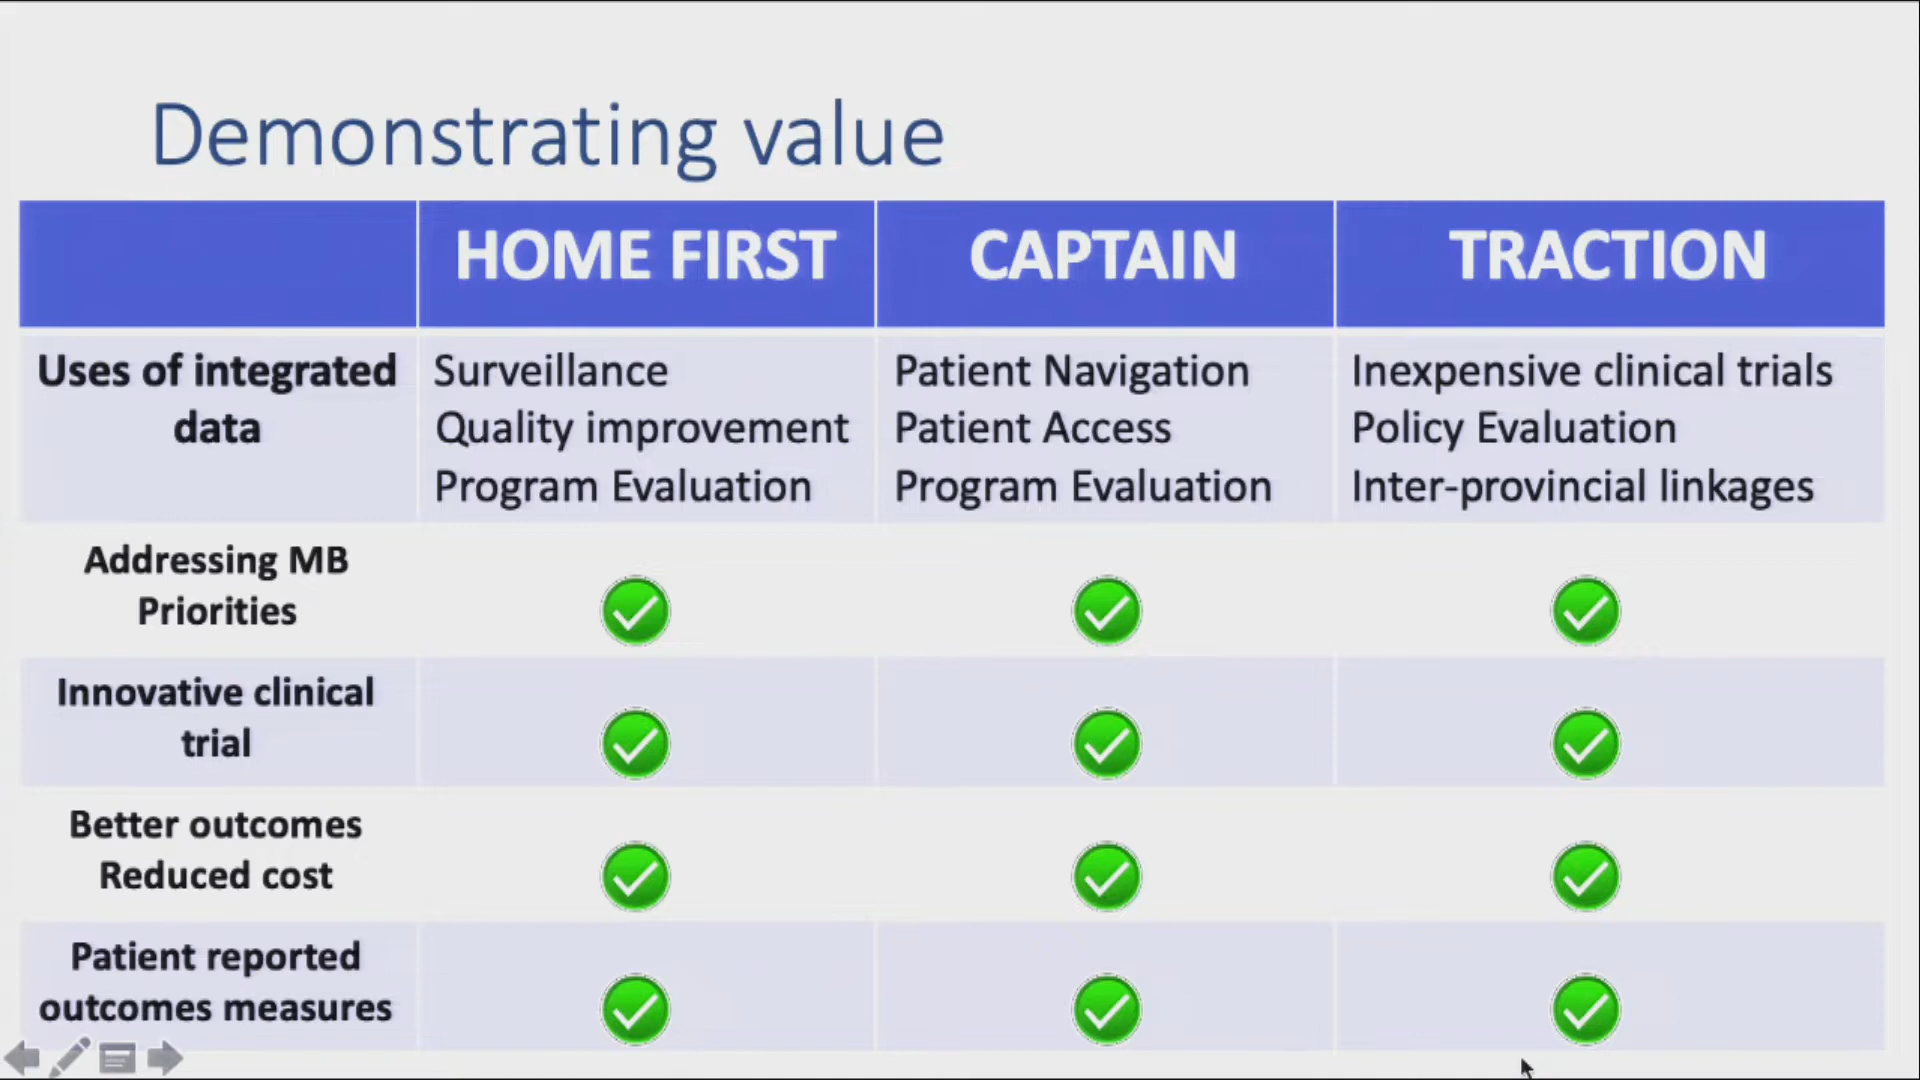 Demonstrating value
HOME FIRST CAPTAIN TRACTION
Uses of integrated data
Surveillance
Quality improvement
Program Evaluation
Patient Navigation
Patient Access
Program Evaluation
Inexpensive clinical trials
Policy Evaluation
Inter-provincial linkages
Addressing MB
Priorities
Innovative clinical
trial
Better outcomes
Reduced cost
Patient reported
outcomes measures